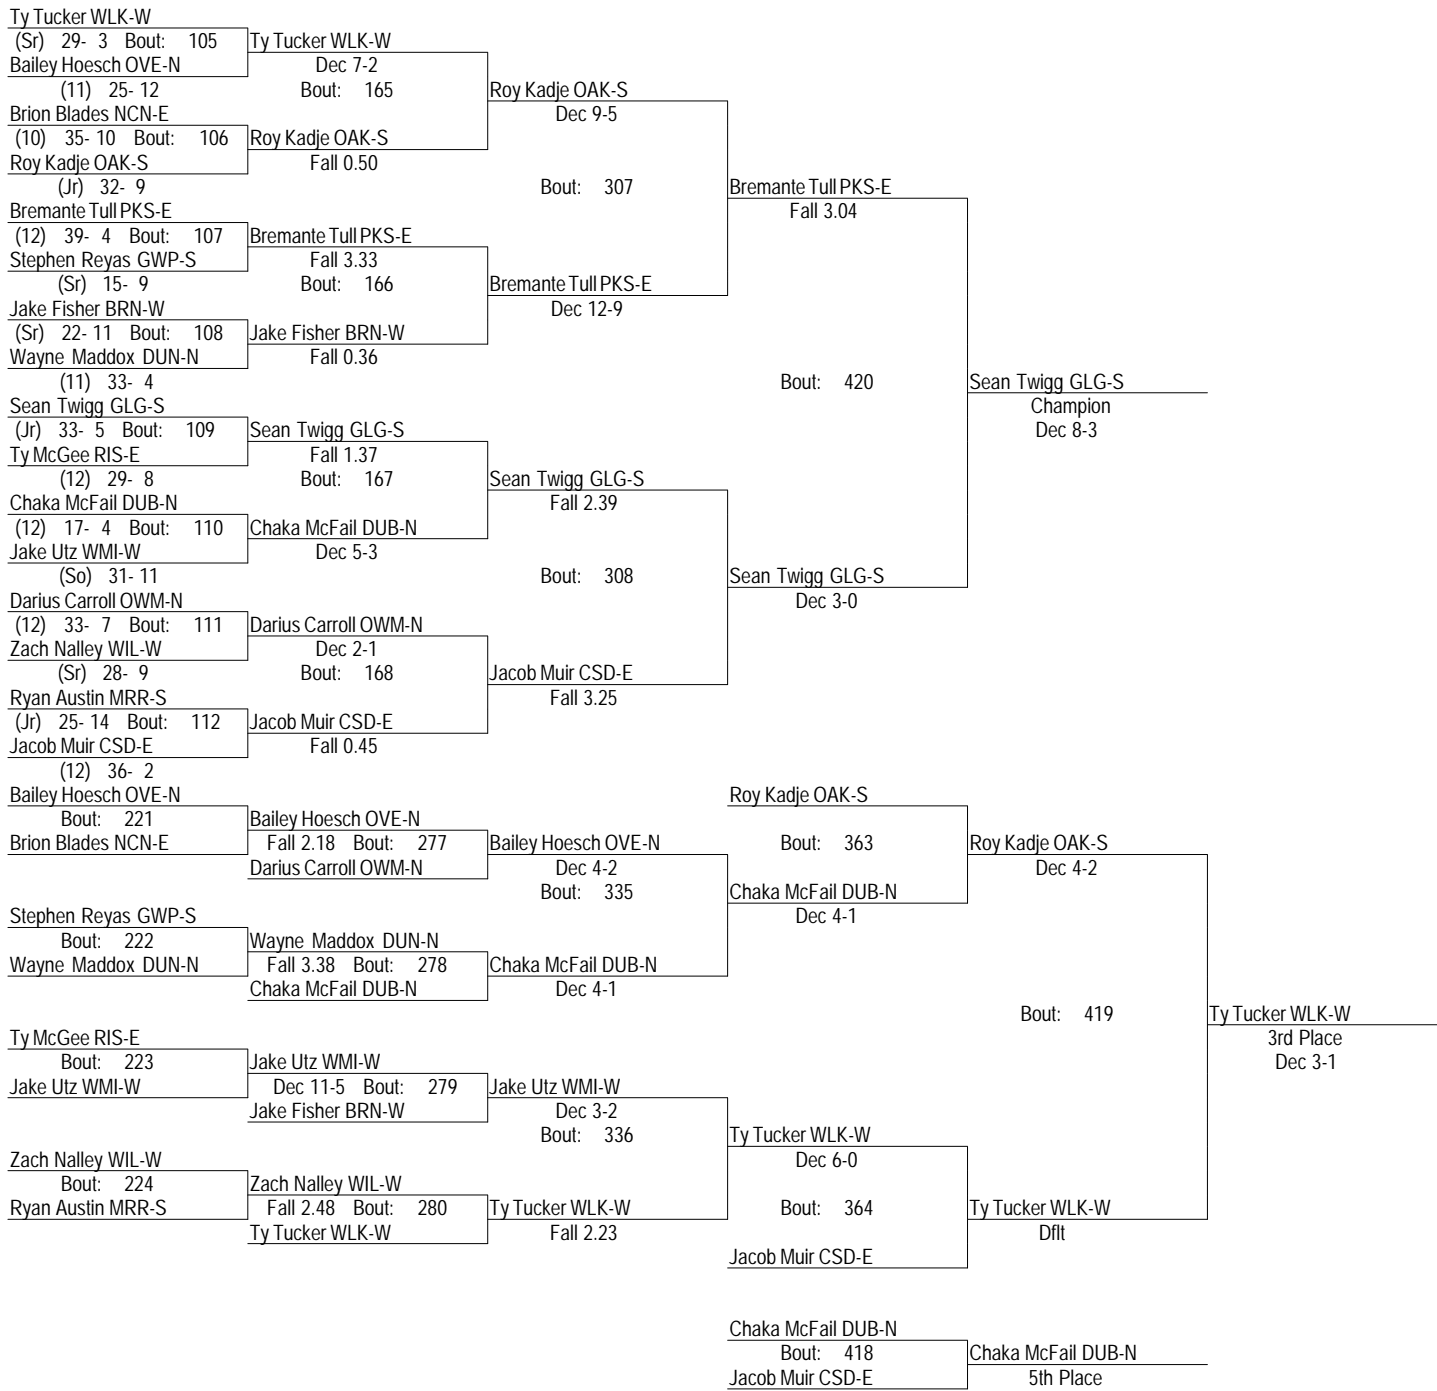 Ty Tucker WLK-W
(Sr) 29- 3 Bout: 105 Ty Tucker WLK-W
Bailey Hoesch OVE-N Dec 7-2
(11) 25- 12 Bout: 165 Roy Kadje OAK-S
Brion Blades NCN-E Dec 9-5
(10) 35- 10 Bout: 106 Roy Kadje OAK-S
Roy Kadje OAK-S Fall 0.50
(Jr) 32- 9 Bout: 307 Bremante Tull PKS-E
Bremante Tull PKS-E Fall 3.04
(12) 39- 4 Bout: 107 Bremante Tull PKS-E
Stephen Reyas GWP-S Fall 3.33
(Sr) 15- 9 Bout: 166 Bremante Tull PKS-E
Jake Fisher BRN-W Dec 12-9
(Sr) 22- 11 Bout: 108 Jake Fisher BRN-W
Wayne Maddox DUN-N Fall 0.36
(11) 33- 4 Bout: 420 Sean Twigg GLG-S
Sean Twigg GLG-S Champion
(Jr) 33- 5 Bout: 109 Sean Twigg GLG-S Dec 8-3
Ty McGee RIS-E Fall 1.37
(12) 29- 8 Bout: 167 Sean Twigg GLG-S
Chaka McFail DUB-N Fall 2.39
(12) 17- 4 Bout: 110 Chaka McFail DUB-N
Jake Utz WMI-W Dec 5-3
(So) 31- 11 Bout: 308 Sean Twigg GLG-S
Darius Carroll OWM-N Dec 3-0
(12) 33- 7 Bout: 111 Darius Carroll OWM-N
Zach Nalley WIL-W Dec 2-1
(Sr) 28- 9 Bout: 168 Jacob Muir CSD-E
Ryan Austin MRR-S Fall 3.25
(Jr) 25- 14 Bout: 112 Jacob Muir CSD-E
Jacob Muir CSD-E Fall 0.45
(12) 36- 2
Bailey Hoesch OVE-N Roy Kadje OAK-S
Bout: 221 Bailey Hoesch OVE-N
Brion Blades NCN-E Fall 2.18 Bout: 277 Bailey Hoesch OVE-N Bout: 363 Roy Kadje OAK-S
Darius Carroll OWM-N Dec 4-2 Dec 4-2
Bout: 335 Chaka McFail DUB-N
Stephen Reyas GWP-S Dec 4-1
Bout: 222 Wayne Maddox DUN-N
Wayne Maddox DUN-N Fall 3.38 Bout: 278 Chaka McFail DUB-N
Chaka McFail DUB-N Dec 4-1
Bout: 419 Ty Tucker WLK-W
Ty McGee RIS-E 3rd Place
Bout: 223 Jake Utz WMI-W Dec 3-1
Jake Utz WMI-W Dec 11-5 Bout: 279 Jake Utz WMI-W
Jake Fisher BRN-W Dec 3-2
Bout: 336 Ty Tucker WLK-W
Zach Nalley WIL-W Dec 6-0
Bout: 224 Zach Nalley WIL-W
Ryan Austin MRR-S Fall 2.48 Bout: 280 Ty Tucker WLK-W Bout: 364 Ty Tucker WLK-W
Ty Tucker WLK-W Fall 2.23 Dflt
Jacob Muir CSD-E
Chaka McFail DUB-N
Bout: 418 Chaka McFail DUB-N
Jacob Muir CSD-E 5th Place